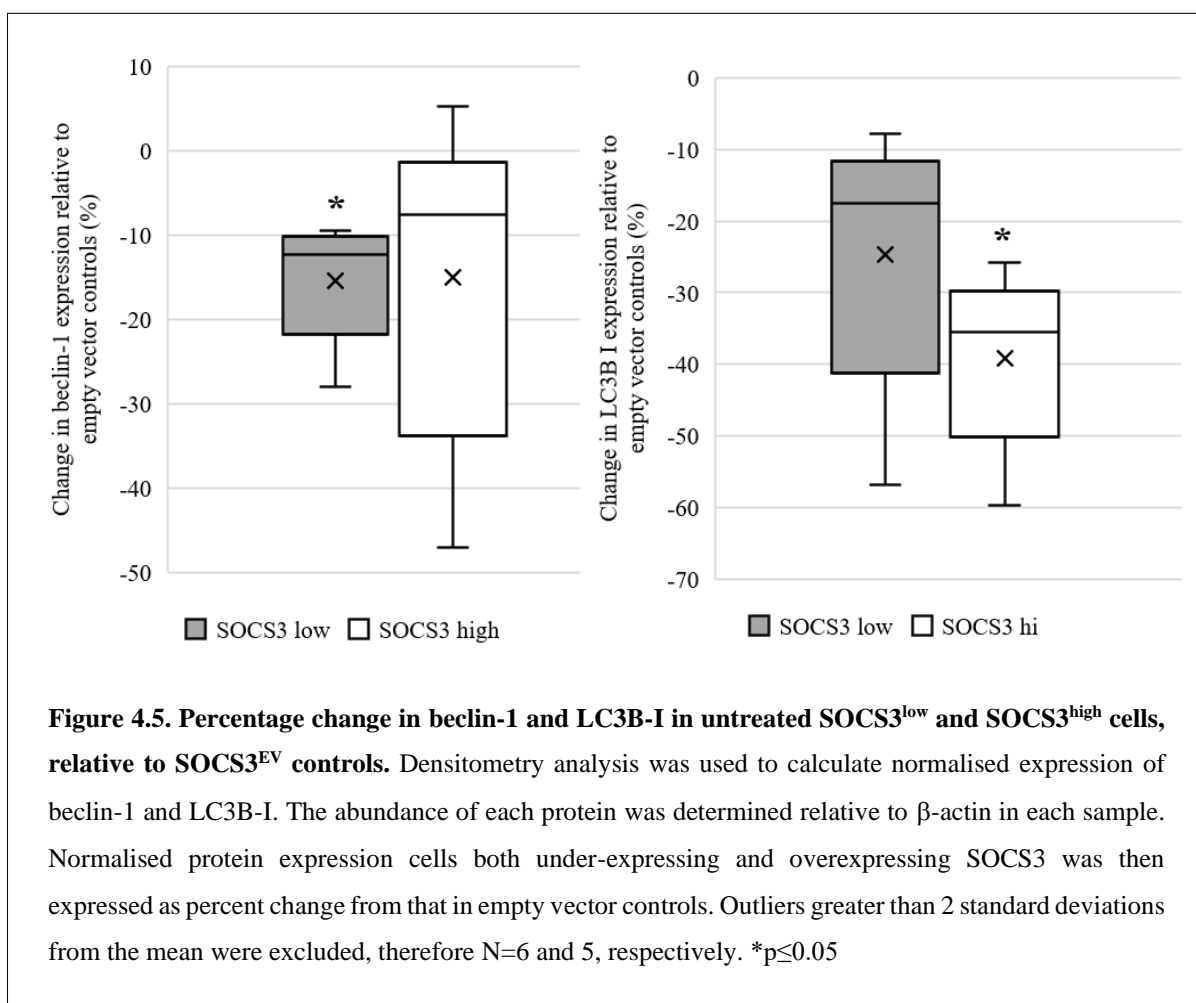 Change in beclin-1 expression relative to
empty vector controls (%)
10
0
-10
-20
-30
-40
-50
*
SOCS3 low SOCS3 high
Change in LC3B I expression relative to
empty vector controls (%)
0
-10
-20
-30
-40
-50
-60
-70
*
SOCS3 low SOCS3 hi
Figure 4.5. Percentage change in beclin-1 and LC3B-I in untreated SOCS3low and SOCS3high cells,
relative to SOCS3EV controls. Densitometry analysis was used to calculate normalised expression of
beclin-1 and LC3B-I. The abundance of each protein was determined relative to β-actin in each sample.
Normalised protein expression cells both under-expressing and overexpressing SOCS3 was then
expressed as percent change from that in empty vector controls. Outliers greater than 2 standard deviations
from the mean were excluded, therefore N=6 and 5, respectively. *p≤0.05